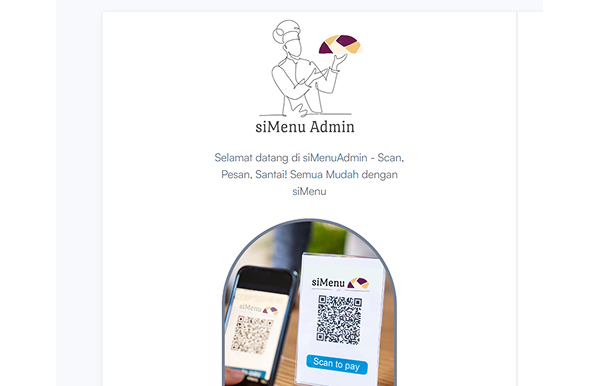 siMenu Admin
Selamat datang di siMenuAdmin - Scan,
Pesan, Santai! Semua Mudah dengan
siMenu
siMenu
siMenu
Scan to pay